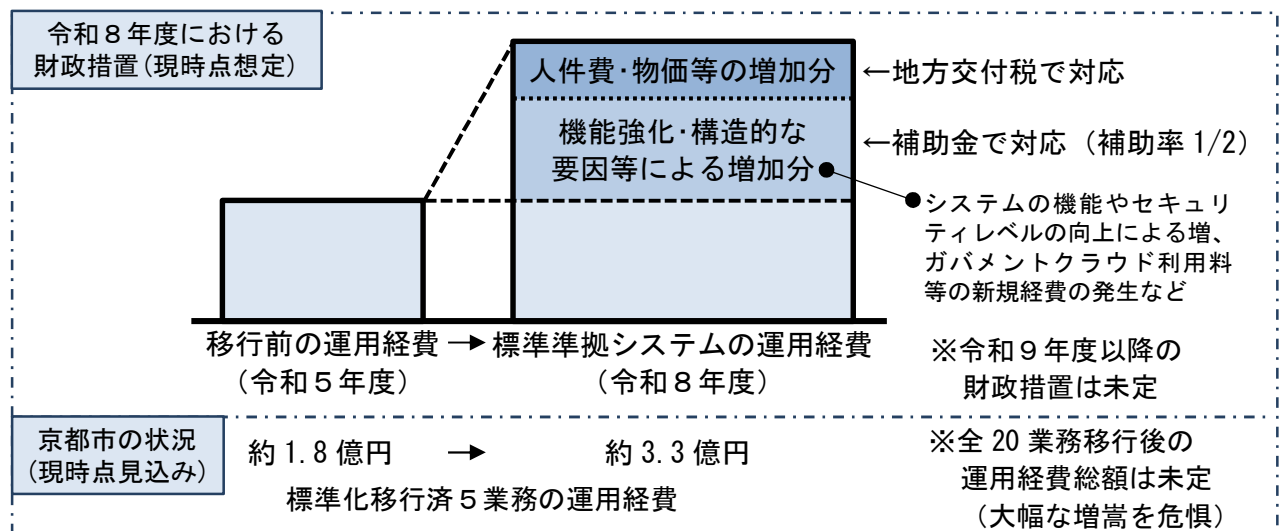 令和８年度における
財政措置(現時点想定)
人件費･物価等の増加分
←地方交付税で対応
機能強化･構造的な
要因等による増加分
←補助金で対応（補助率 1/2）
システムの機能やセキュリ
ティレベルの向上による増、
ガバメントクラウド利用料
等の新規経費の発生など
移行前の運用経費 → 標準準拠システムの運用経費
（令和５年度）
（令和８年度）
※令和９年度以降の
財政措置は未定
京都市の状況
(現時点見込み)
約 1.8 億円 → 約 3.3 億円
標準化移行済５業務の運用経費
※全 20 業務移行後の
運用経費総額は未定
（大幅な増嵩を危惧）